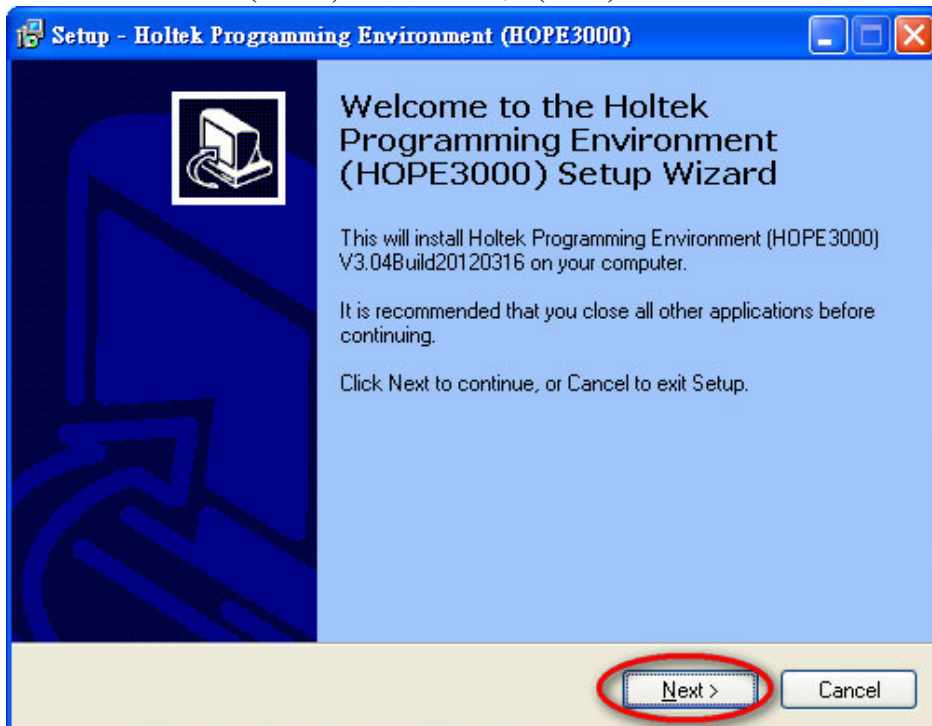 Setup - Holtek Programming Environment (HOPE3000)
Welcome to the Holtek
Programming Environment
(HOPE3000) Setup Wizard
This will install Holtek Programming Environment (HOPE3000)
V3.04Build20120316 on your computer.
It is recommended that you close all other applications before
continuing.
Click Next to continue, or Cancel to exit Setup.
Next >
Cancel